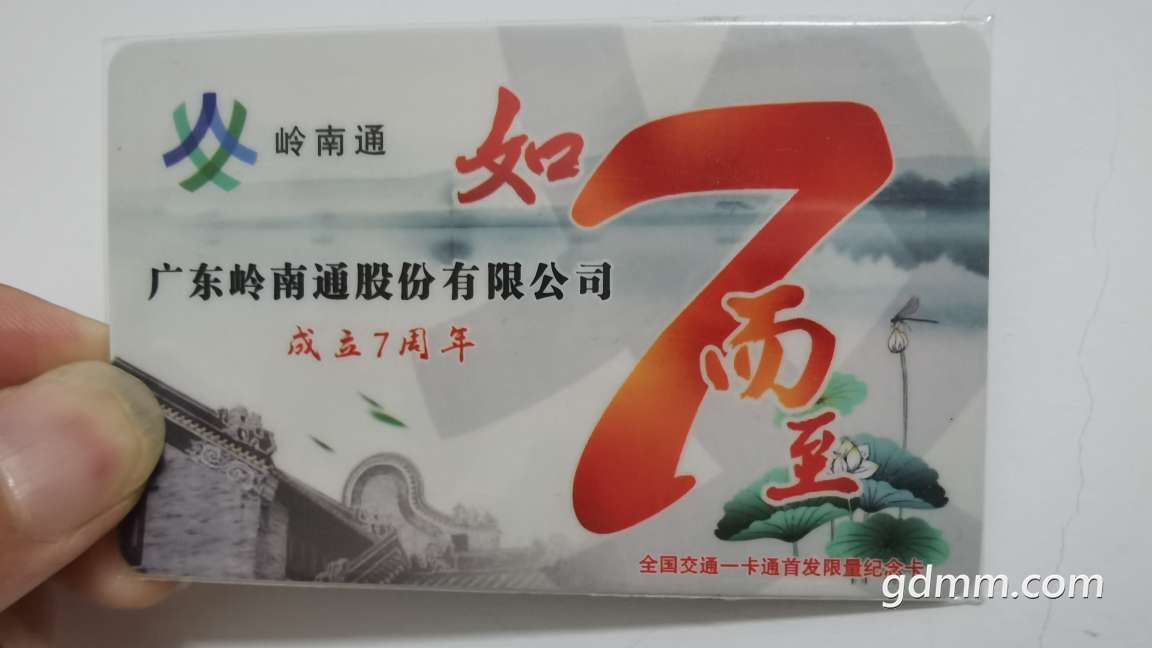 岭南通
如7而至
广东岭南通股份有限公司
成立7周年
全国交通一卡通首发限量纪念卡
gdmm.com